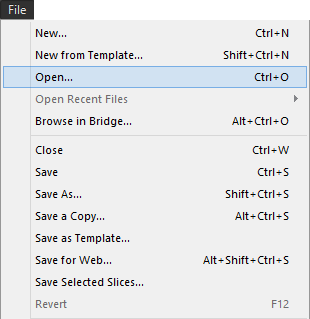 File
New... Ctrl+N
New from Template... Shift+Ctrl+N
Open... Ctrl+O
Open Recent Files
Browse in Bridge... Alt+Ctrl+O
Close Ctrl+W
Save Ctrl+S
Save As... Shift+Ctrl+S
Save a Copy... Alt+Ctrl+S
Save as Template...
Save for Web... Alt+Shift+Ctrl+S
Save Selected Slices...
Revert F12